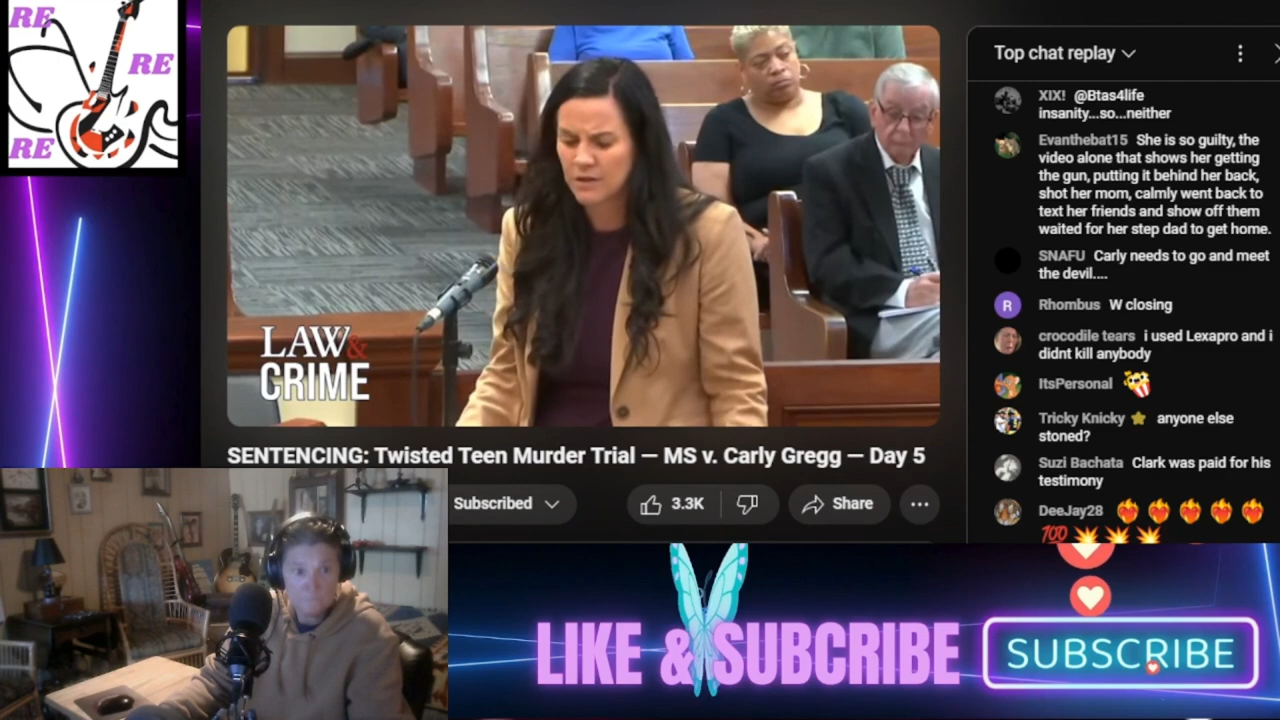 RE
RE
RE
LAW&
CRIME
SENTENCING: Twisted Teen Murder Trial — MS v. Carly Gregg — Day 5
Subscribed
3.3K
Share
Top chat replay
XIX! @Btas4life
insanity...so...neither
Evanthebat15 She is so guilty, the
video alone that shows her getting
the gun, putting it behind her back,
shot her mom, calmly went back to
text her friends and show off them
waited for her step dad to get home.
SNAFU Carly needs to go and meet
the devil....
R
Rhombus W closing
crocodile tears i used Lexapro and i
didnt kill anybody
ItsPersonal
Tricky Knicky anyone else
stoned?
Suzi Bachata Clark was paid for his
testimony
DeeJay28
100
LIKE & SUBCRIBE
SUBSCRIBE